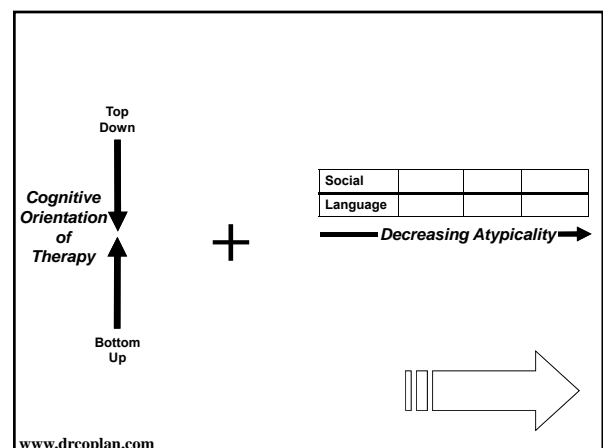 Top
Down
Cognitive
Orientation
of
Therapy
Bottom
Up
+
Social
Language
Decreasing Atypicality
www.drcoplan.com